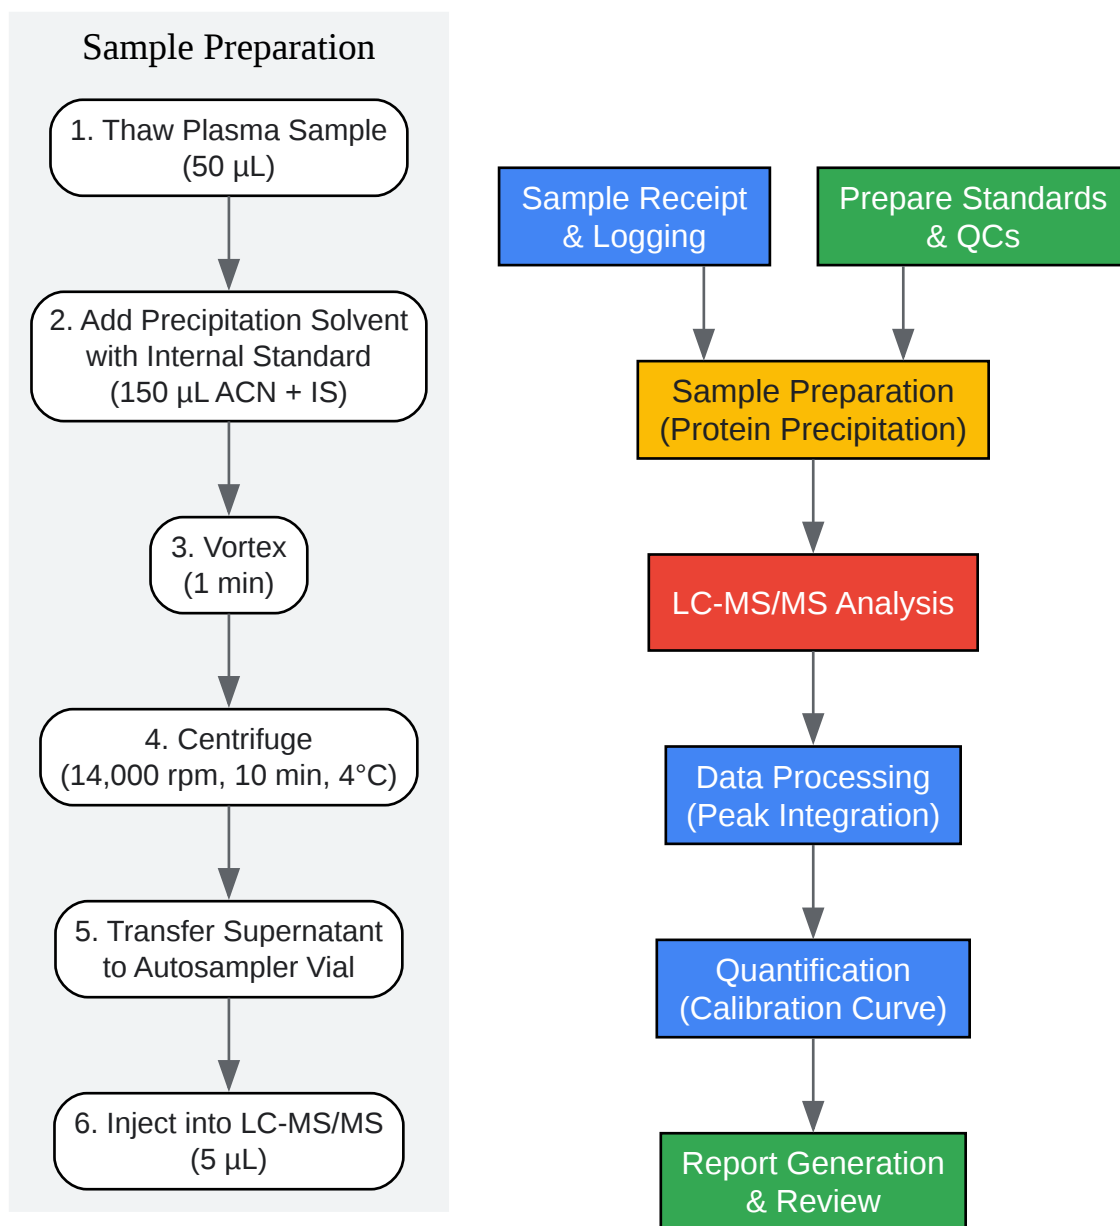 Sample Preparation
1. Thaw Plasma Sample
(50 µL)
2. Add Precipitation Solvent
with Internal Standard
(150 µL ACN + IS)
3. Vortex
(1 min)
4. Centrifuge
(14,000 rpm, 10 min, 4°C)
5. Transfer Supernatant
to Autosampler Vial
6. Inject into LC-MS/MS
(5 µL)
Sample Receipt
& Logging
Prepare Standards
& QCs
Sample Preparation
(Protein Precipitation)
LC-MS/MS Analysis
Data Processing
(Peak Integration)
Quantification
(Calibration Curve)
Report Generation
& Review